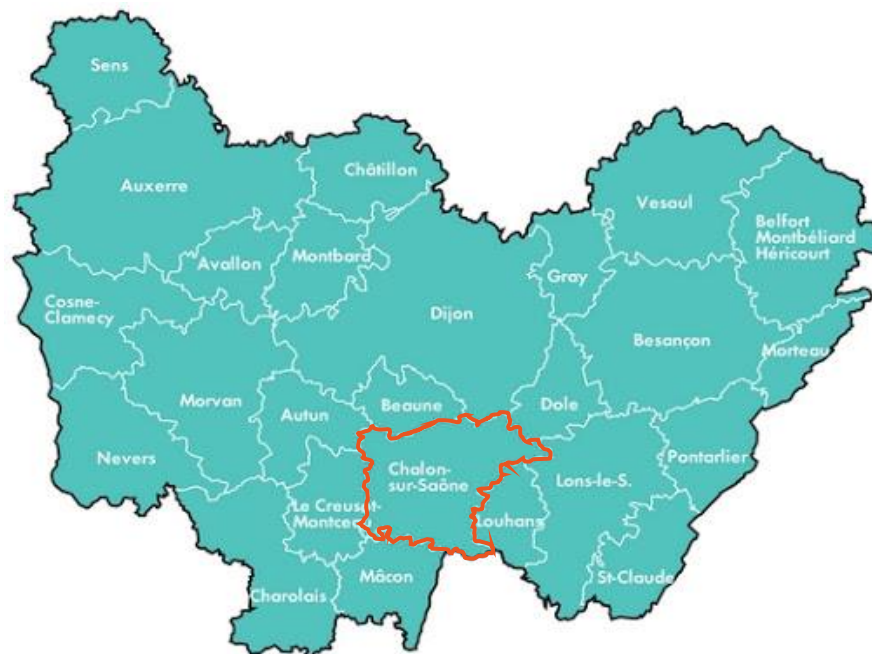 Sens
Châtillon
Auxerre
Vesoul
Belfort
Montbéliard
Héricourt
Avallon
Montbard
Gray
Cosne-
Clamecy
Dijon
Besançon
Morteau
Morvan
Autun
Beaune
Dole
Nevers
Chalon-
sur-Saône
Lons-le-S.
Pontarlier
Le Creusot-
Montceau
Louhans
Mâcon
St-Claude
Charolais